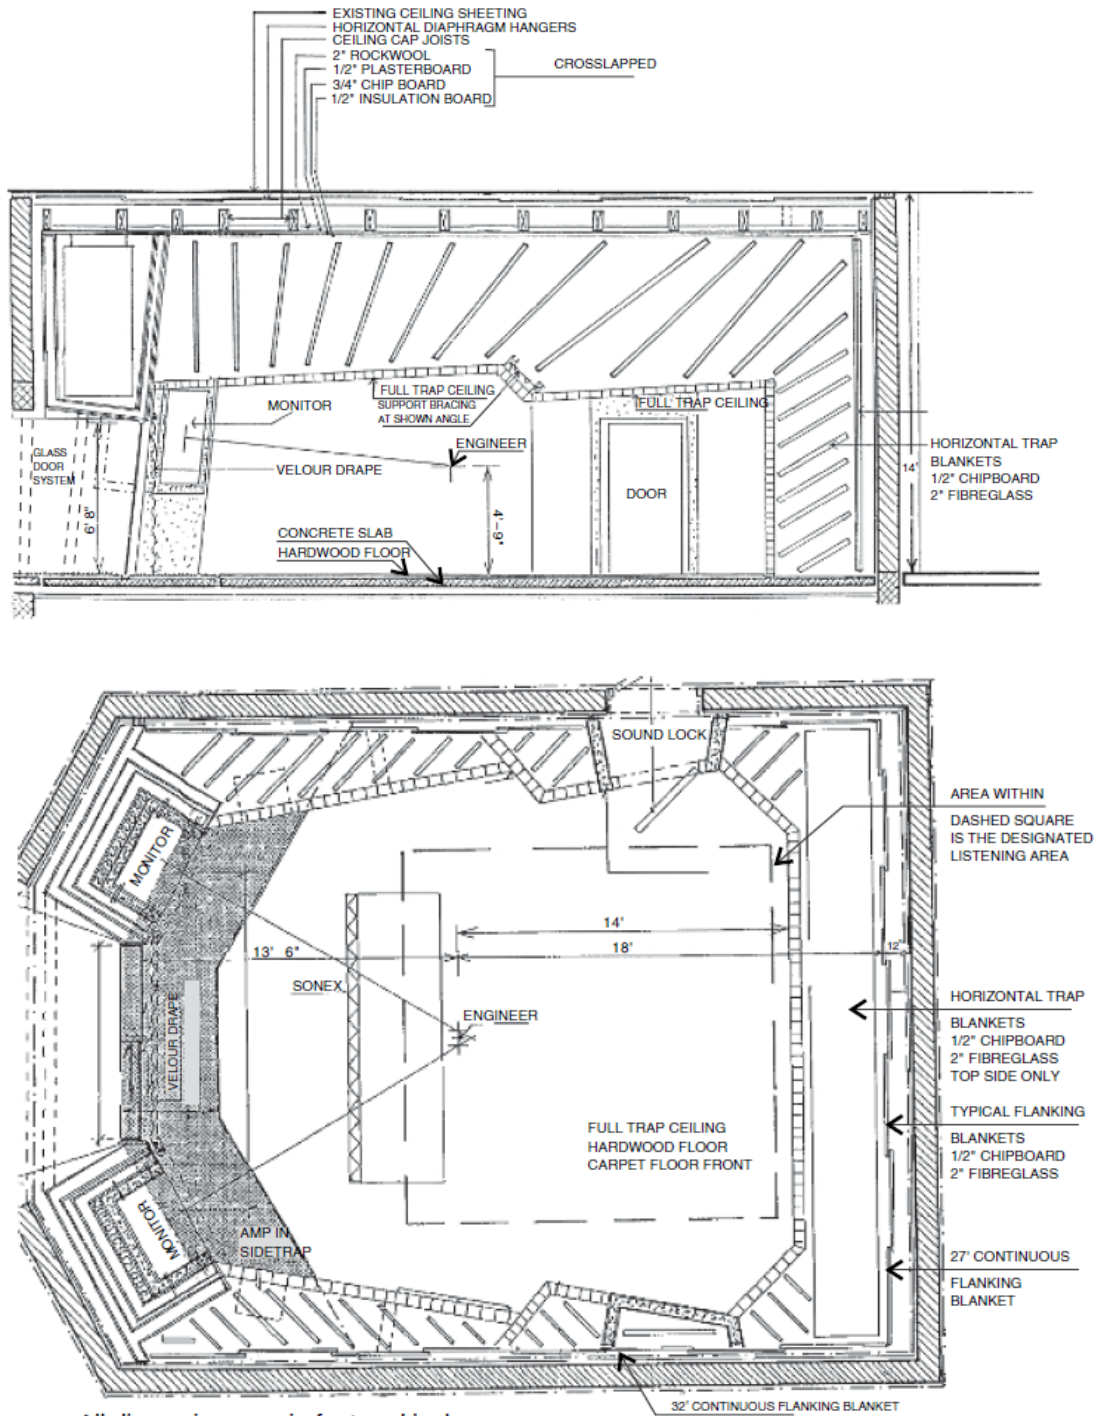 EXISTING CEILING SHEETING
HORIZONTAL DIAPHRAGM HANGERS
CEILING CAP JOISTS
2" ROCKWOOL
1/2" PLASTERBOARD
3/4" CHIP BOARD
1/2" INSULATION BOARD
CROSSLAPPED
FULL TRAP CEILING
SUPPORT BRACING
AT SHOWN ANGLE
FULL TRAP CEILING
MONITOR
ENGINEER
GLASS
DOOR
SYSTEM
VELOUR DRAPE
HORIZONTAL TRAP
BLANKETS
1/2" CHIPBOARD
2" FIBREGLASS
14'
DOOR
6' 8"
4'–9"
CONCRETE SLAB
HARDWOOD FLOOR
SOUND LOCK
AREA WITHIN
DASHED SQUARE
IS THE DESIGNATED
LISTENING AREA
MONITOR
14'
13' 6"
18'
12"
SONEX
VELOUR DRAPE
ENGINEER
HORIZONTAL TRAP
BLANKETS
1/2" CHIPBOARD
2" FIBREGLASS
TOP SIDE ONLY
TYPICAL FLANKING
BLANKETS
1/2" CHIPBOARD
2" FIBREGLASS
FULL TRAP CEILING
HARDWOOD FLOOR
CARPET FLOOR FRONT
MONITOR
AMP IN
SIDETRAP
27' CONTINUOUS
FLANKING
BLANKET
32' CONTINUOUS FLANKING BLANKET